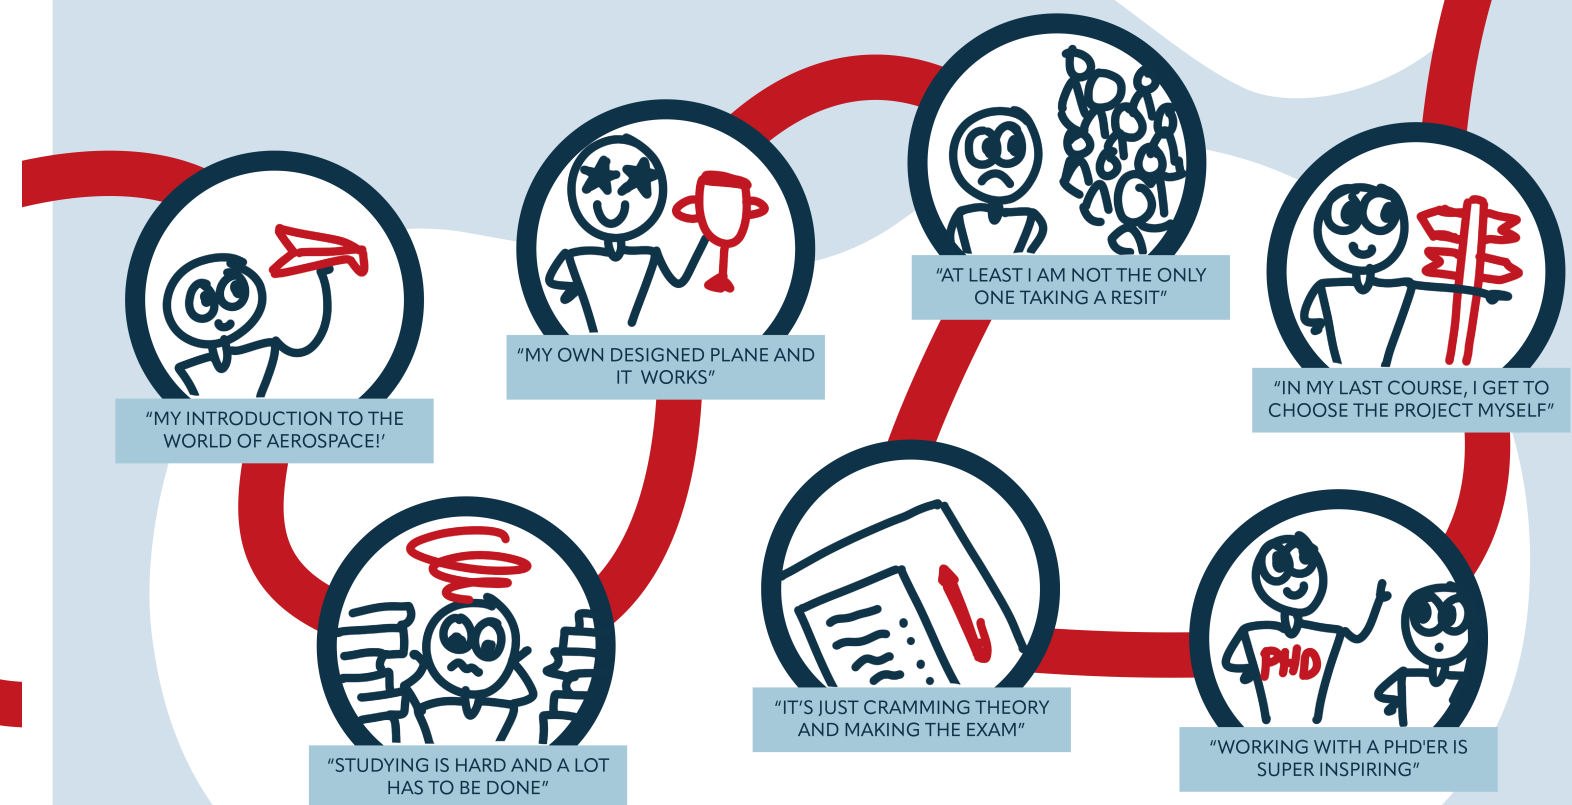 “MY INTRODUCTION TO THE
WORLD OF AEROSPACE!’
“STUDYING IS HARD AND A LOT
HAS TO BE DONE”
“MY OWN DESIGNED PLANE AND
IT WORKS”
“AT LEAST I AM NOT THE ONLY
ONE TAKING A RESIT”
“IT’S JUST CRAMMING THEORY
AND MAKING THE EXAM”
PHD
“WORKING WITH A PHD'ER IS
SUPER INSPIRING”
“IN MY LAST COURSE, I GET TO
CHOOSE THE PROJECT MYSELF”